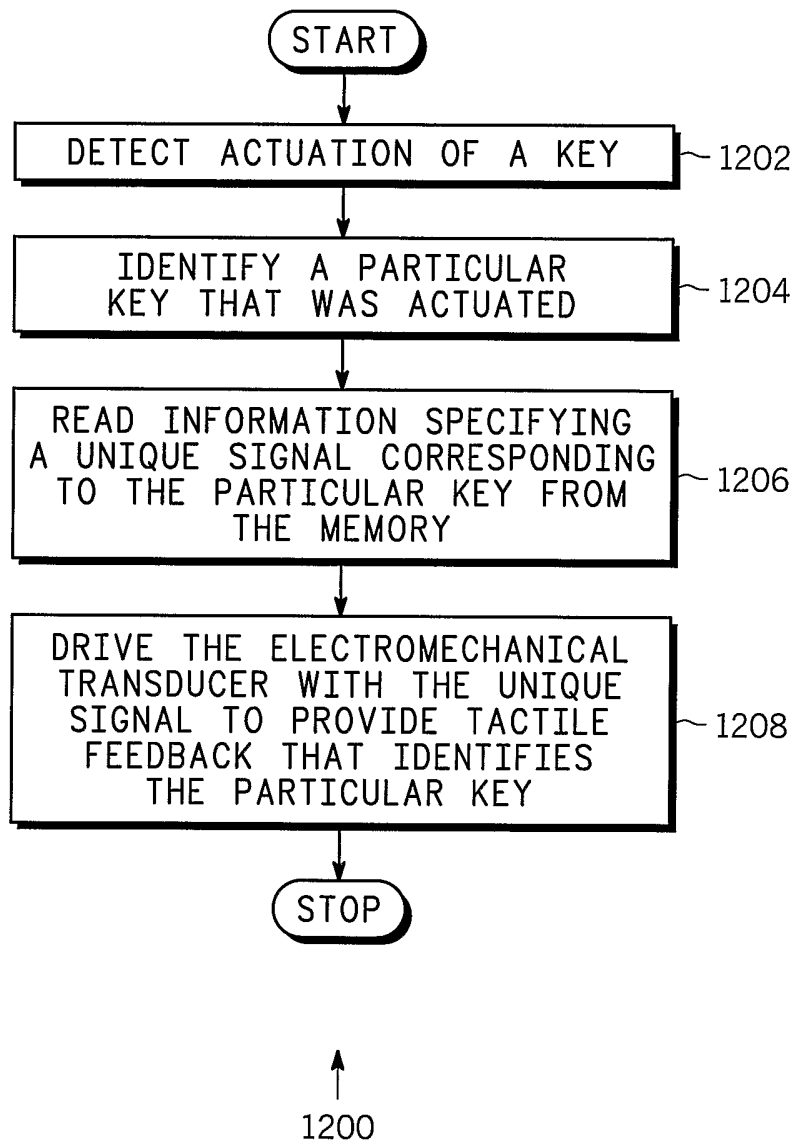 START
DETECT ACTUATION OF A KEY
1202
IDENTIFY A PARTICULAR
KEY THAT WAS ACTUATED
1204
READ INFORMATION SPECIFYING
A UNIQUE SIGNAL CORRESPONDING
TO THE PARTICULAR KEY FROM
THE MEMORY
1206
DRIVE THE ELECTROMECHANICAL
TRANSDUCER WITH THE UNIQUE
SIGNAL TO PROVIDE TACTILE
FEEDBACK THAT IDENTIFIES
THE PARTICULAR KEY
1208
STOP
1200